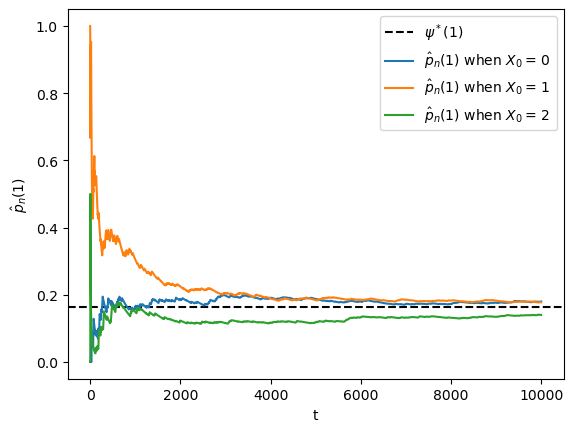 ψ*(1)
p̂ₙ(1) when X₀ = 0
p̂ₙ(1) when X₀ = 1
p̂ₙ(1) when X₀ = 2
1.0
0.8
0.6
0.4
0.2
0.0
p̂ₙ(1)
0 2000 4000 6000 8000 10000
t